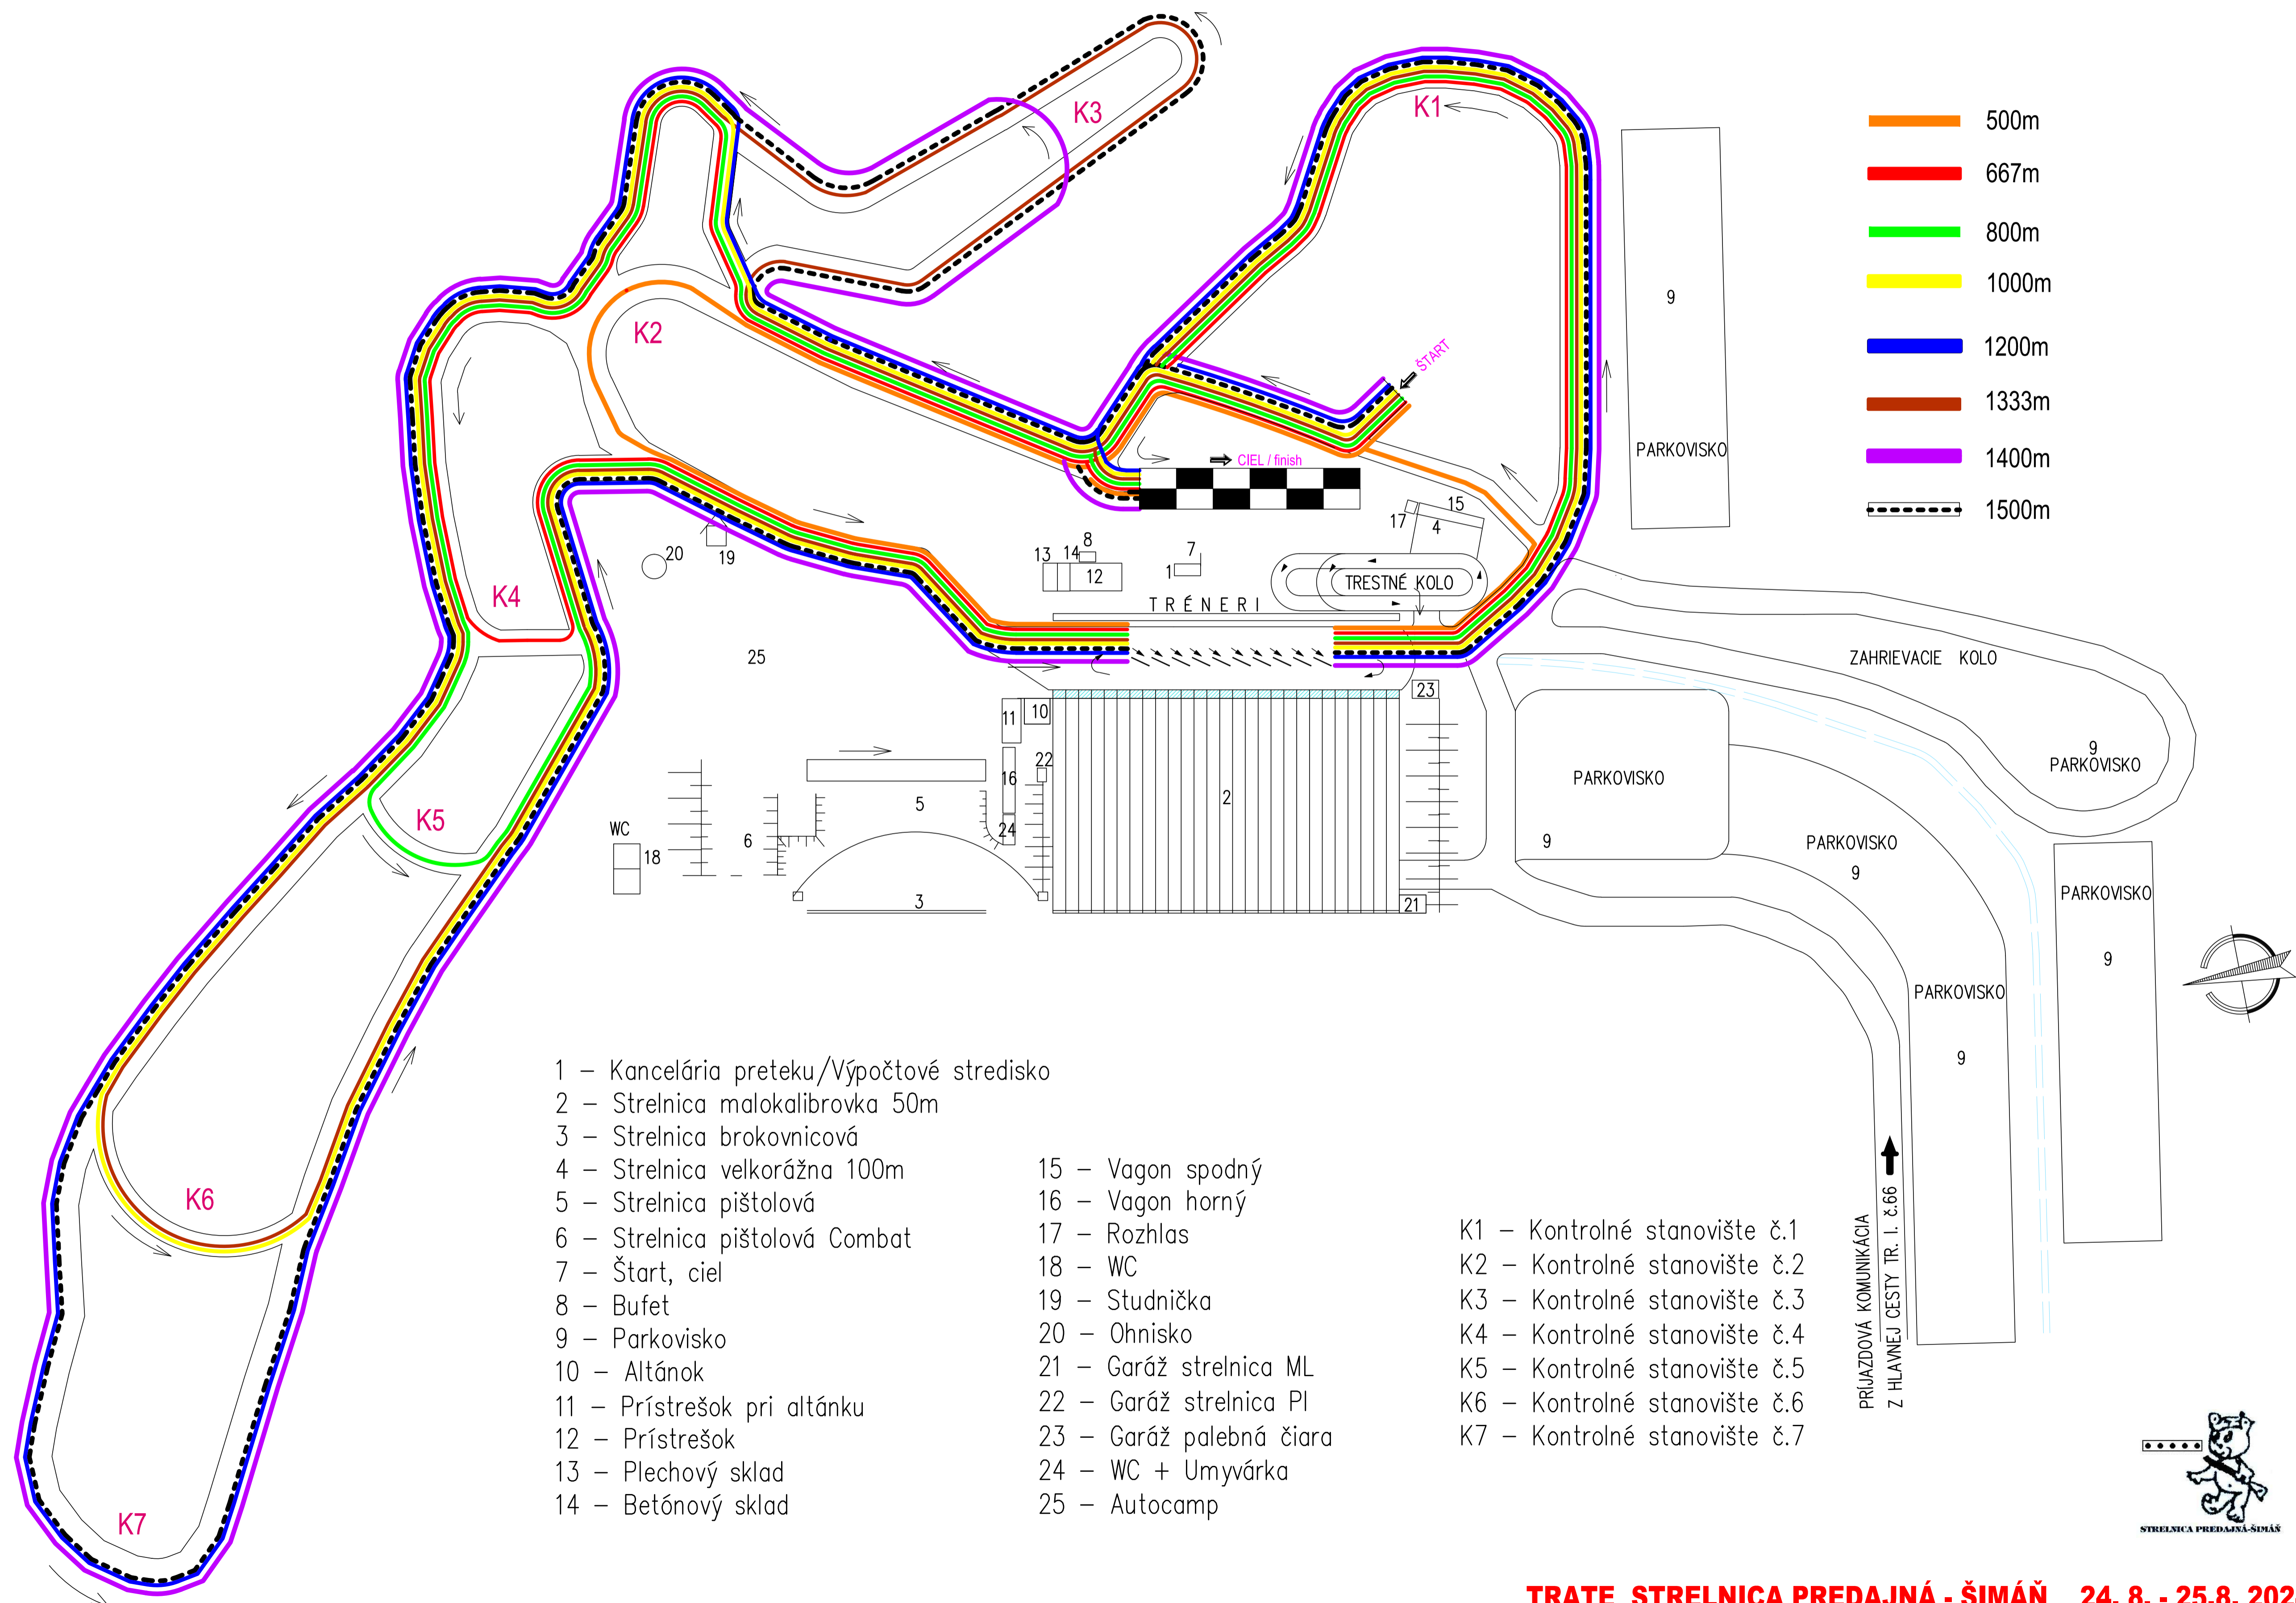 K3
K1
500m
667m
800m
1000m
1200m
1333m
1400m
1500m
9
PARKOVISKO
K2
ŠTART
CIEL / finish
15
17
4
20
19
13
14
8
12
7
1
TRESTNÉ KOLO
TRÉNERI
K4
25
ZAHRIEVACIE KOLO
23
10
11
9
PARKOVISKO
22
16
5
2
PARKOVISKO
K5
WC
18
6
24
9
PARKOVISKO
9
3
21
PARKOVISKO
9
PARKOVISKO
9
K6
K7
1 - Kancelária preteku/Výpočtové stredisko
2 - Strelnica malokalibrovka 50m
3 - Strelnica brokovnicová
4 - Strelnica velkorážna 100m
5 - Strelnica pištolová
6 - Strelnica pištolová Combat
7 - Štart, ciel
8 - Bufet
9 - Parkovisko
10 - Altánok
11 - Prístrešok pri altánku
12 - Prístrešok
13 - Plechový sklad
14 - Betónový sklad
15 - Vagon spodný
16 - Vagon horný
17 - Rozhlas
18 - WC
19 - Studnička
20 - Ohnisko
21 - Garáž strelnica ML
22 - Garáž strelnica PI
23 - Garáž palebná čiara
24 - WC + Umyvárka
25 - Autocamp
K1 - Kontrolné stanovište č.1
K2 - Kontrolné stanovište č.2
K3 - Kontrolné stanovište č.3
K4 - Kontrolné stanovište č.4
K5 - Kontrolné stanovište č.5
K6 - Kontrolné stanovište č.6
K7 - Kontrolné stanovište č.7
PRÍJAZDOVÁ KOMUNIKÁCIA
Z HLAVNEJ CESTY TR. I. č.66
STRELNICA PREDAJNÁ-ŠIMÁŇ
TRATE STRELNICA PREDAJNÁ - ŠIMÁŇ 24. 8. - 25.8. 202